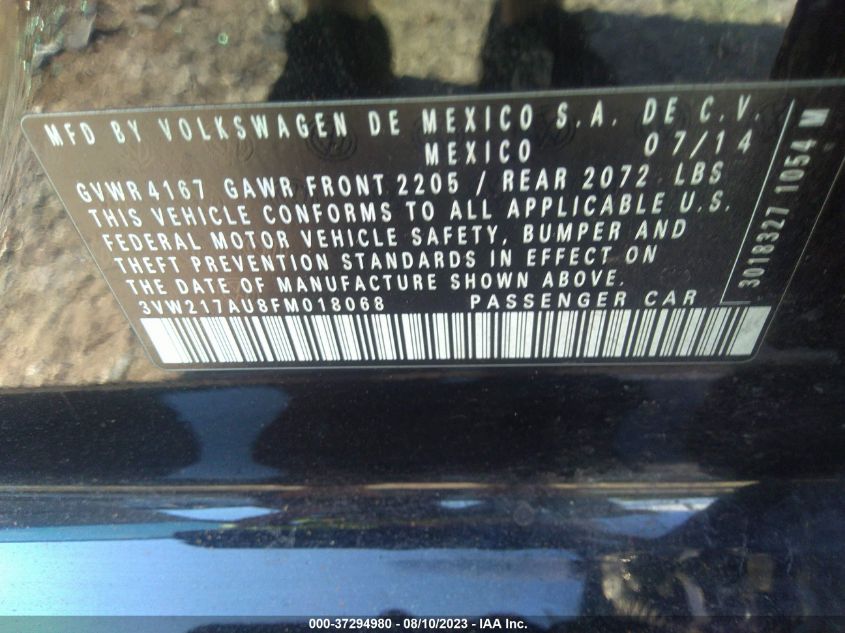 MFD BY VOLKSWAGEN DE MEXICO S.A. DE C.V.
MEXICO 07/14
GVWR 4167 GAWR FRONT 2205 / REAR 2072 LBS
THIS VEHICLE CONFORMS TO ALL APPLICABLE U.S.
FEDERAL MOTOR VEHICLE SAFETY, BUMPER AND
THEFT PREVENTION STANDARDS IN EFFECT ON
THE DATE OF MANUFACTURE SHOWN ABOVE.
3VW217AU8FM018068 PASSENGER CAR
3018327 1054 M
000-37294980 - 08/10/2023 - IAA Inc.